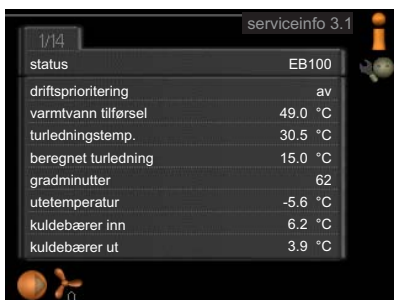 serviceinfo 3.1
1/14
status EB100
driftsprioritering av
varmtvann tilførsel 49.0 °C
turledningstemp. 30.5 °C
beregnet turledning 15.0 °C
gradminutter 62
utetemperatur -5.6 °C
kuldebærer inn 6.2 °C
kuldebærer ut 3.9 °C